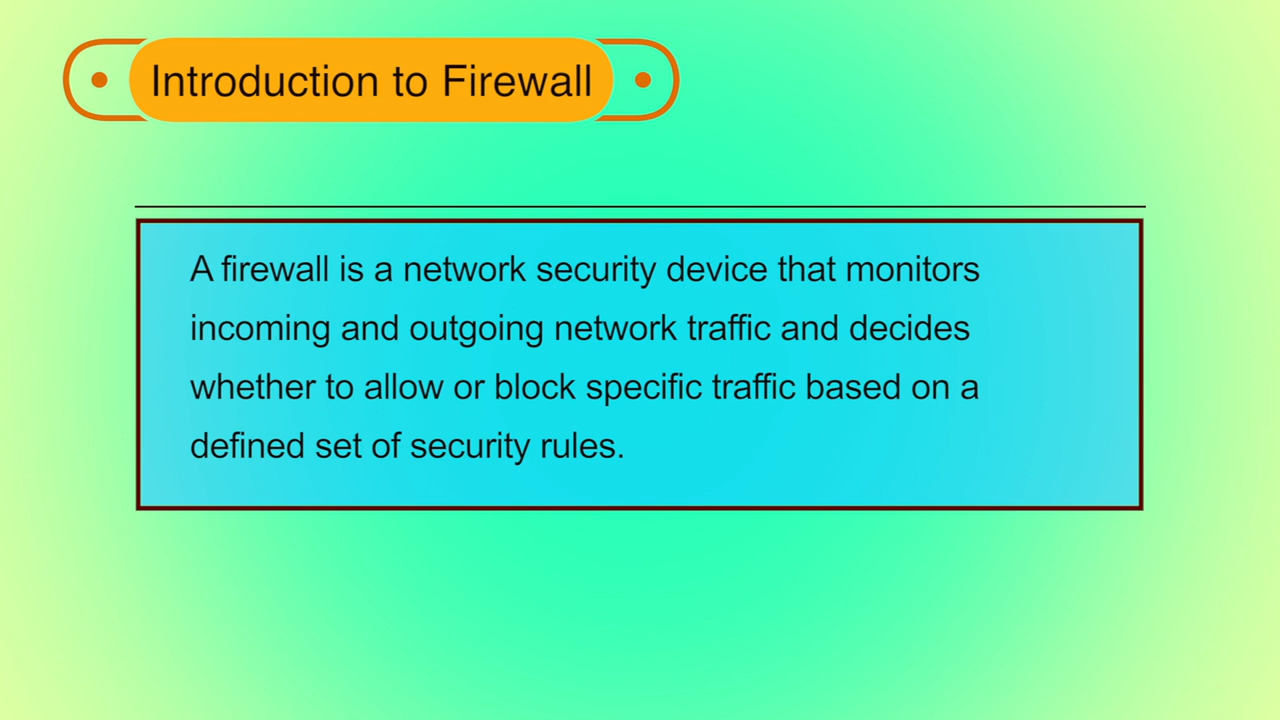 Introduction to Firewall
A firewall is a network security device that monitors
incoming and outgoing network traffic and decides
whether to allow or block specific traffic based on a
defined set of security rules.